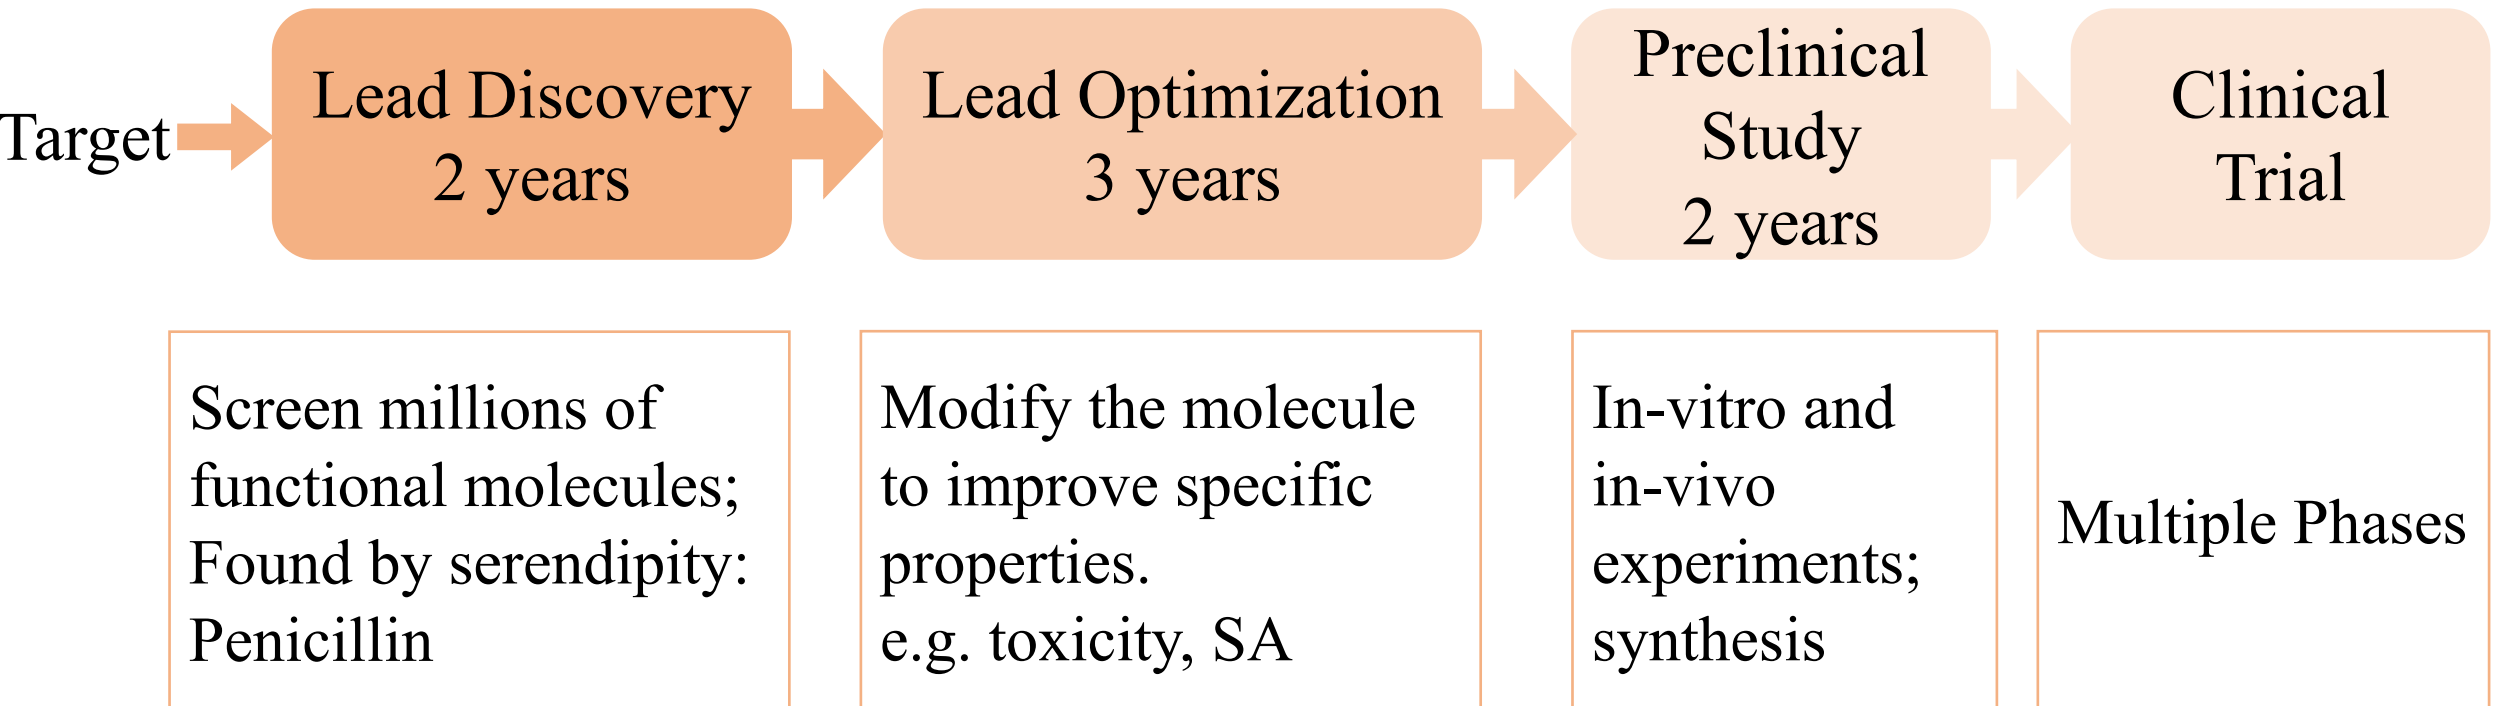 Target
Lead Discovery
2 years
Lead Optimization
3 years
Preclinical
Study
2 years
Clinical
Trial
Screen millions of
functional molecules;
Found by serendipity:
Penicillin
Modify the molecule
to improve specific
properties.
e.g. toxicity, SA
In-vitro and
in-vivo
experiments;
synthesis
Multiple Phases